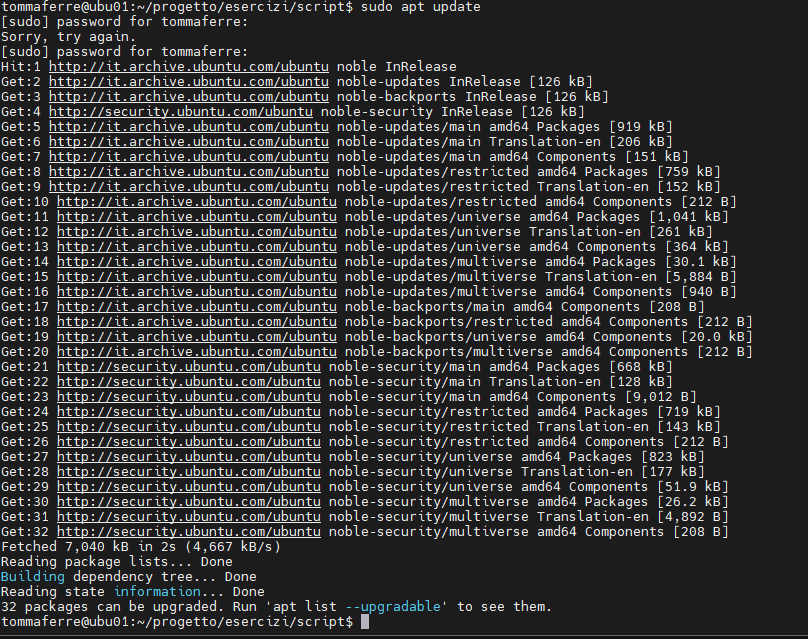 tommaferre@ubu01:~/progetto/esercizi/script$ sudo apt update
[sudo] password for tommaferre:
Sorry, try again.
[sudo] password for tommaferre:
Hit:1 http://it.archive.ubuntu.com/ubuntu noble InRelease
Get:2 http://it.archive.ubuntu.com/ubuntu noble-updates InRelease [126 kB]
Get:3 http://it.archive.ubuntu.com/ubuntu noble-backports InRelease [126 kB]
Get:4 http://security.ubuntu.com/ubuntu noble-security InRelease [126 kB]
Get:5 http://it.archive.ubuntu.com/ubuntu noble-updates/main amd64 Packages [919 kB]
Get:6 http://it.archive.ubuntu.com/ubuntu noble-updates/main Translation-en [206 kB]
Get:7 http://it.archive.ubuntu.com/ubuntu noble-updates/main amd64 Components [151 kB]
Get:8 http://it.archive.ubuntu.com/ubuntu noble-updates/restricted amd64 Packages [759 kB]
Get:9 http://it.archive.ubuntu.com/ubuntu noble-updates/restricted Translation-en [152 kB]
Get:10 http://it.archive.ubuntu.com/ubuntu noble-updates/restricted amd64 Components [212 B]
Get:11 http://it.archive.ubuntu.com/ubuntu noble-updates/universe amd64 Packages [1,041 kB]
Get:12 http://it.archive.ubuntu.com/ubuntu noble-updates/universe Translation-en [261 kB]
Get:13 http://it.archive.ubuntu.com/ubuntu noble-updates/universe amd64 Components [364 kB]
Get:14 http://it.archive.ubuntu.com/ubuntu noble-updates/multiverse amd64 Packages [30.1 kB]
Get:15 http://it.archive.ubuntu.com/ubuntu noble-updates/multiverse Translation-en [5,884 B]
Get:16 http://it.archive.ubuntu.com/ubuntu noble-updates/multiverse amd64 Components [940 B]
Get:17 http://it.archive.ubuntu.com/ubuntu noble-backports/main amd64 Components [208 B]
Get:18 http://it.archive.ubuntu.com/ubuntu noble-backports/restricted amd64 Components [212 B]
Get:19 http://it.archive.ubuntu.com/ubuntu noble-backports/universe amd64 Components [20.0 kB]
Get:20 http://it.archive.ubuntu.com/ubuntu noble-backports/multiverse amd64 Components [212 B]
Get:21 http://security.ubuntu.com/ubuntu noble-security/main amd64 Packages [668 kB]
Get:22 http://security.ubuntu.com/ubuntu noble-security/main Translation-en [128 kB]
Get:23 http://security.ubuntu.com/ubuntu noble-security/main amd64 Components [9,012 B]
Get:24 http://security.ubuntu.com/ubuntu noble-security/restricted amd64 Packages [719 kB]
Get:25 http://security.ubuntu.com/ubuntu noble-security/restricted Translation-en [143 kB]
Get:26 http://security.ubuntu.com/ubuntu noble-security/restricted amd64 Components [212 B]
Get:27 http://security.ubuntu.com/ubuntu noble-security/universe amd64 Packages [823 kB]
Get:28 http://security.ubuntu.com/ubuntu noble-security/universe Translation-en [177 kB]
Get:29 http://security.ubuntu.com/ubuntu noble-security/universe amd64 Components [51.9 kB]
Get:30 http://security.ubuntu.com/ubuntu noble-security/multiverse amd64 Packages [26.2 kB]
Get:31 http://security.ubuntu.com/ubuntu noble-security/multiverse Translation-en [4,892 B]
Get:32 http://security.ubuntu.com/ubuntu noble-security/multiverse amd64 Components [208 B]
Fetched 7,040 kB in 2s (4,667 kB/s)
Reading package lists... Done
Building dependency tree... Done
Reading state information... Done
32 packages can be upgraded. Run 'apt list --upgradable' to see them.
tommaferre@ubu01:~/progetto/esercizi/script$